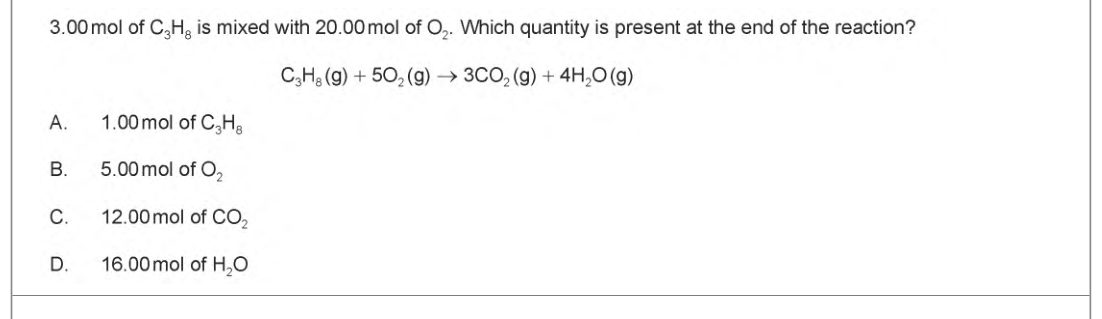 3.00 mol of C₃H₈ is mixed with 20.00 mol of O₂. Which quantity is present at the end of the reaction?
C₃H₈(g) + 5O₂(g) → 3CO₂(g) + 4H₂O(g)
A. 1.00 mol of C₃H₈
B. 5.00 mol of O₂
C. 12.00 mol of CO₂
D. 16.00 mol of H₂O